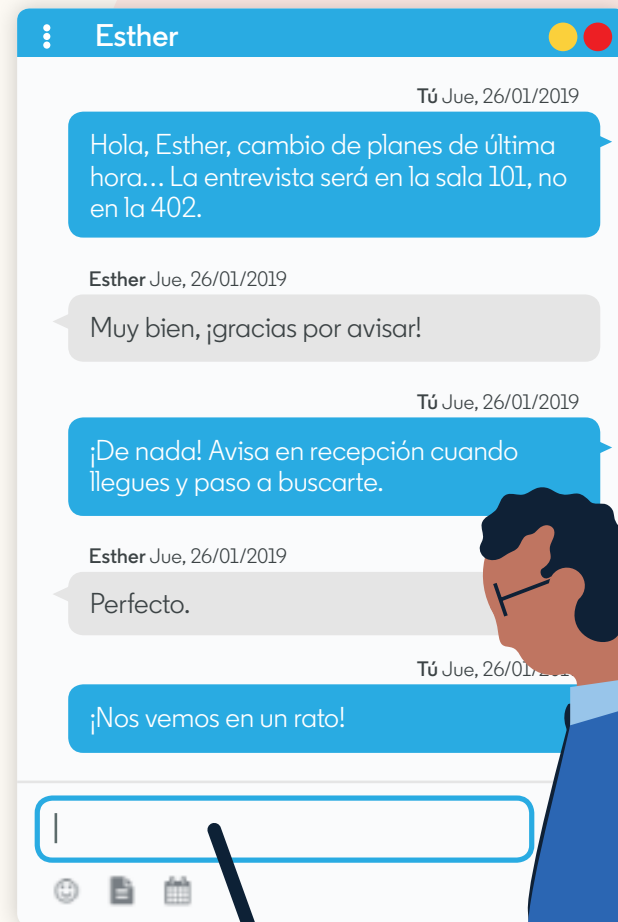 Esther
Tú Jue, 26/01/2019
Hola, Esther, cambio de planes de última
hora... La entrevista será en la sala 101, no
en la 402.
Esther Jue, 26/01/2019
Muy bien, ¡gracias por avisar!
Tú Jue, 26/01/2019
¡De nada! Avisa en recepción cuando
llegues y paso a buscarte.
Esther Jue, 26/01/2019
Perfecto.
Tú Jue, 26/01/
¡Nos vemos en un rato!